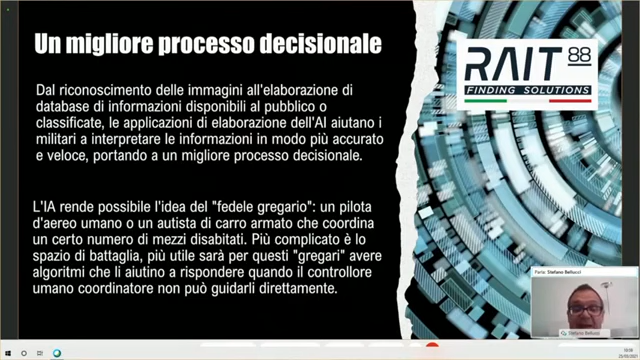 Un migliore processo decisionale
RAIT 88
FINDING SOLUTIONS
Dal riconoscimento delle immagini all'elaborazione di
database di informazioni disponibili al pubblico o
classificate, le applicazioni di elaborazione dell'AI aiutano i
militari a interpretare le informazioni in modo più accurato
e veloce, portando a un migliore processo decisionale.
L'IA rende possibile l'idea del "fedele gregario": un pilota
d'aereo umano o un autista di carro armato che coordina
un certo numero di mezzi disabitati. Più complicato è lo
spazio di battaglia, più utile sarà per questi "gregari" avere
algoritmi che li aiutino a rispondere quando il controllore
umano coordinatore non può guidarli direttamente.
Parla: Stefano Bellucci
Stefano Bellucci